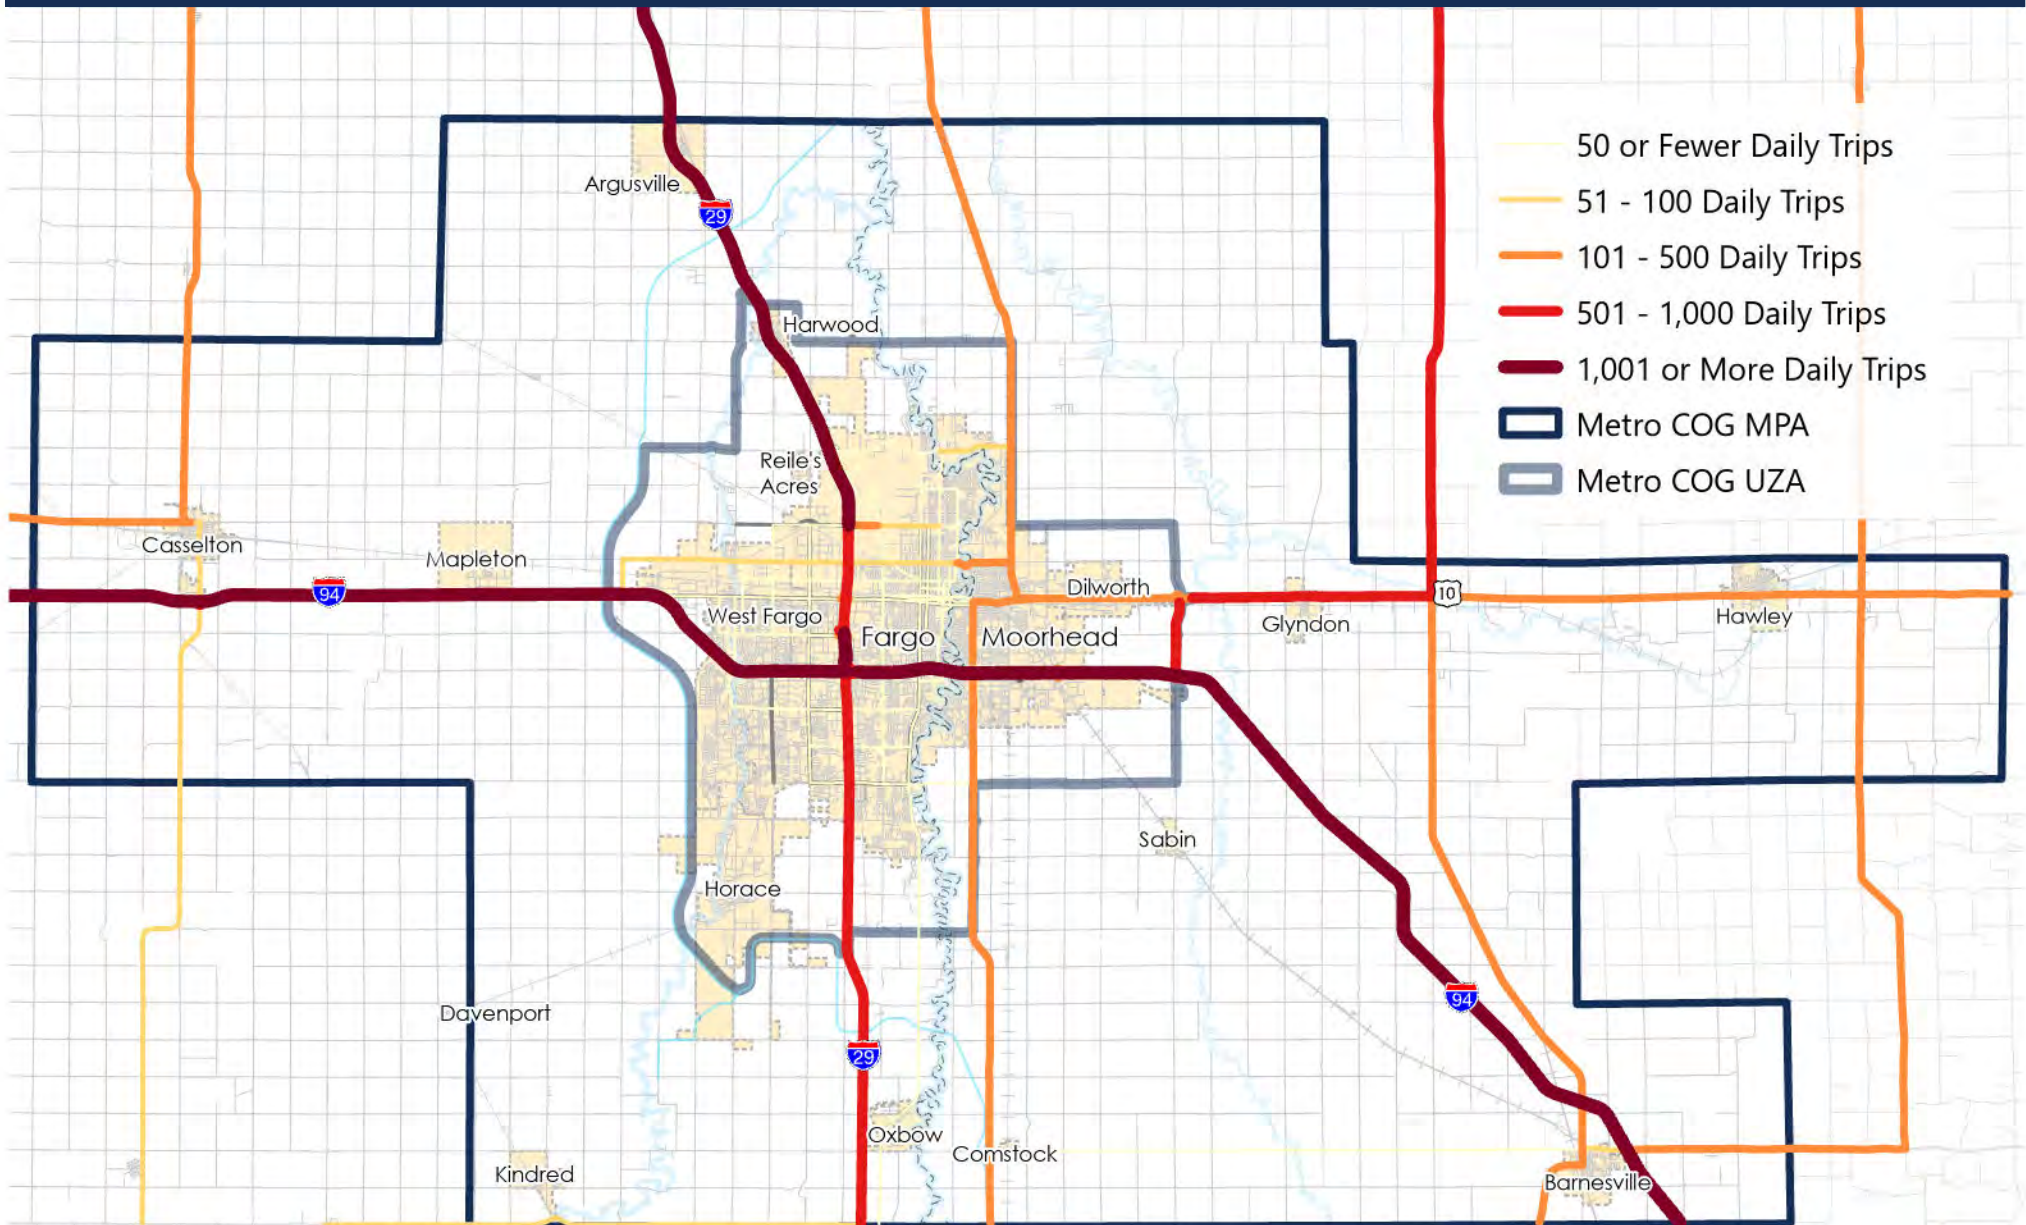 50 or Fewer Daily Trips
51 - 100 Daily Trips
101 - 500 Daily Trips
501 - 1,000 Daily Trips
1,001 or More Daily Trips
Metro COG MPA
Metro COG UZA
Argusville
29
Harwood
Reile's
Acres
Casselton
Mapleton
94
West Fargo
Fargo
Moorhead
Dilworth
Glyndon
10
Hawley
Sabin
Horace
Davenport
94
29
Oxbow
Comstock
Kindred
Barnesville